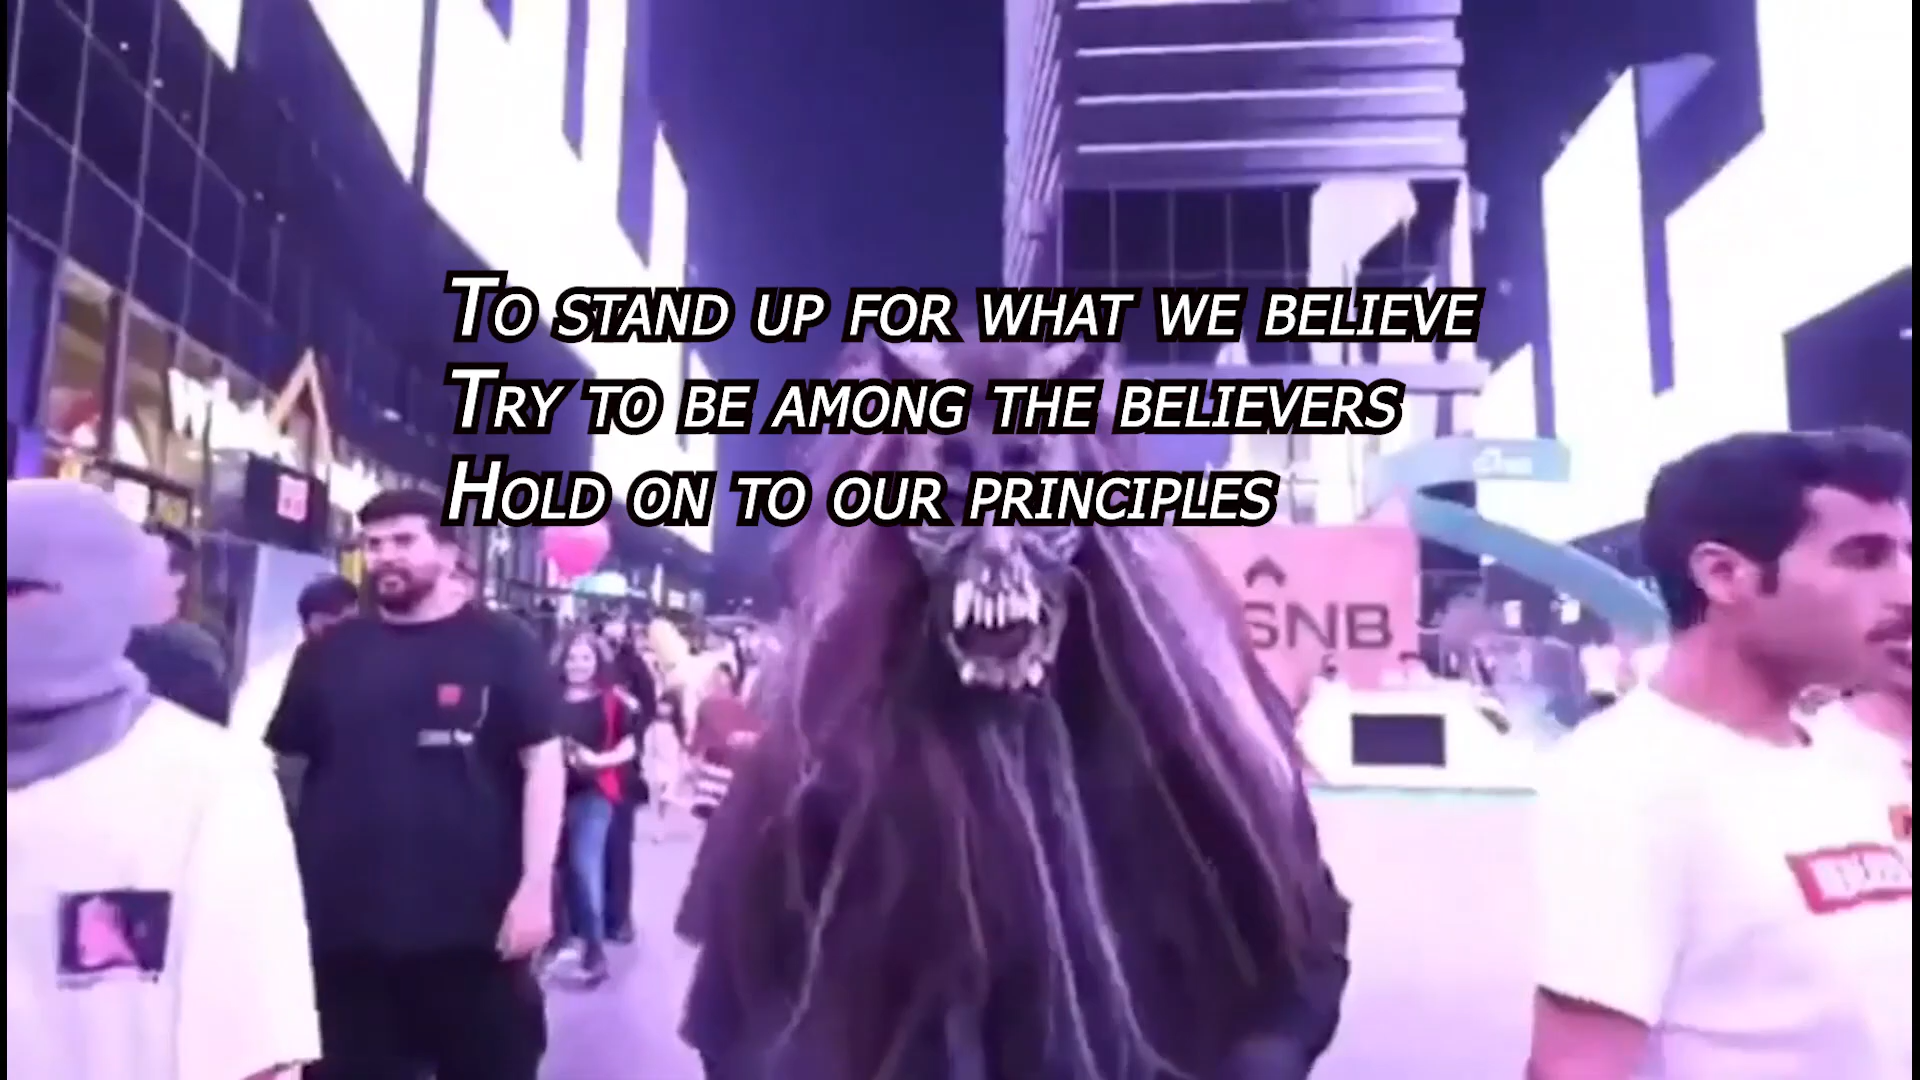 To stand up for what we believe
Try to be among the believers
Hold on to our principles
SNB